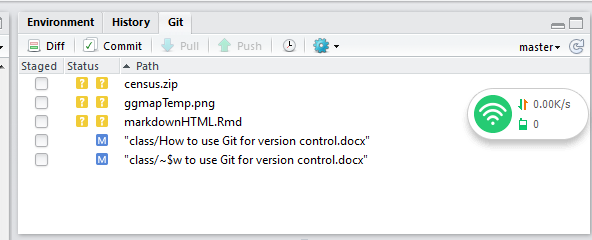 Environment History Git
Diff Commit Pull Push master
Staged Status Path
? ? census.zip
? ? ggmapTemp.png
? ? markdownHTML.Rmd
M "class/How to use Git for version control.docx"
M "class/~$w to use Git for version control.docx"
0.00K/s
0